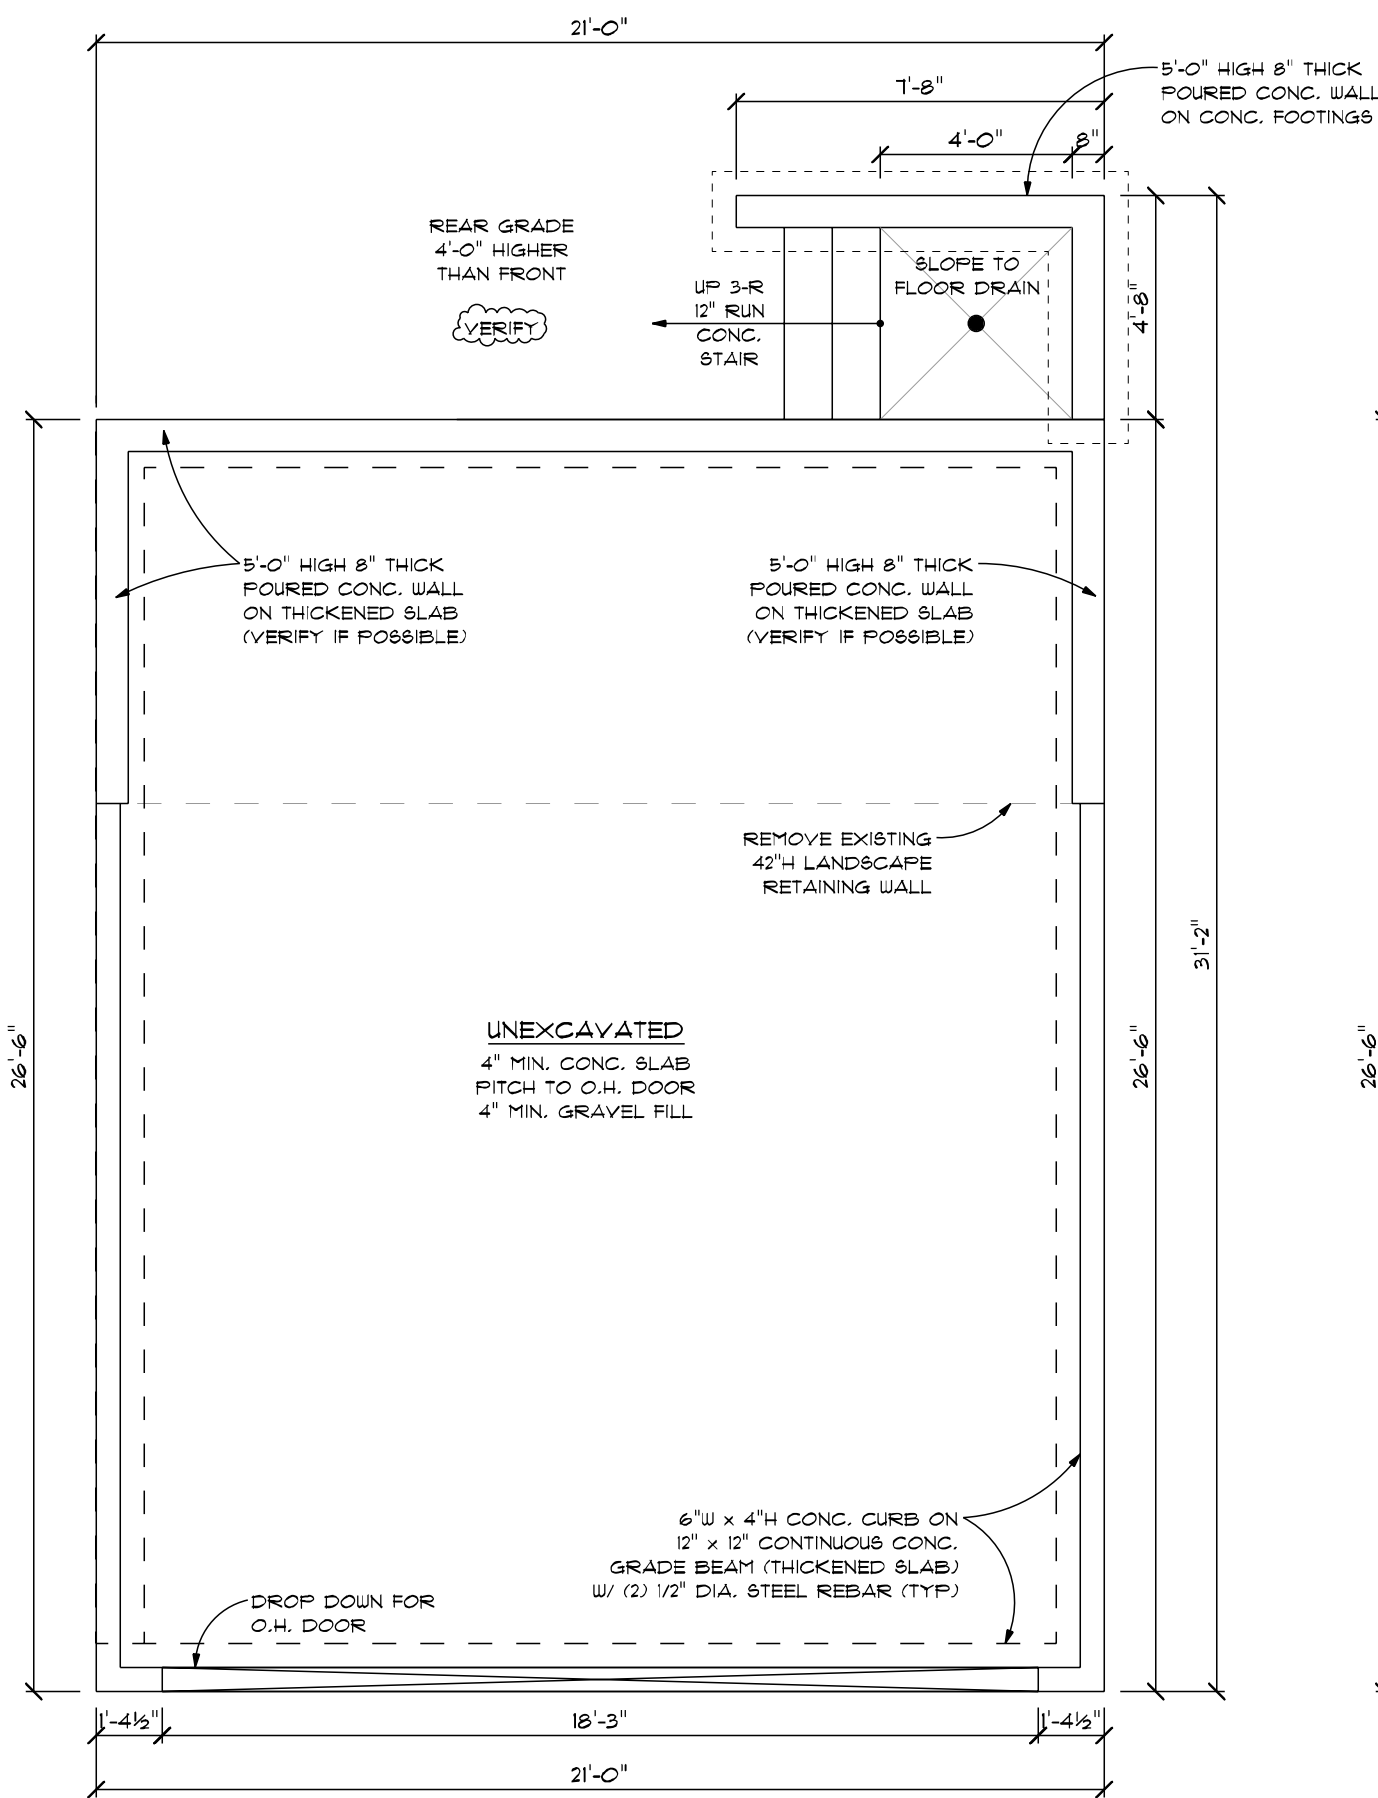 21'-0"
7'-8"
4'-0"
8"
5'-0" HIGH 8" THICK
POURED CONC. WALL
ON CONC. FOOTINGS
REAR GRADE
4'-0" HIGHER
THAN FRONT
VERIFY
UP 3-R
12" RUN
CONC.
STAIR
SLOPE TO
FLOOR DRAIN
4'-8"
5'-0" HIGH 8" THICK
POURED CONC. WALL
ON THICKENED SLAB
(VERIFY IF POSSIBLE)
5'-0" HIGH 8" THICK
POURED CONC. WALL
ON THICKENED SLAB
(VERIFY IF POSSIBLE)
REMOVE EXISTING
42"H LANDSCAPE
RETAINING WALL
31'-2"
26'-6"
26'-6"
26'-6"
UNEXCAVATED
4" MIN. CONC. SLAB
PITCH TO O.H. DOOR
4" MIN. GRAVEL FILL
6"W x 4"H CONC. CURB ON
12" x 12" CONTINUOUS CONC.
GRADE BEAM (THICKENED SLAB)
W/ (2) 1/2" DIA. STEEL REBAR (TYP)
DROP DOWN FOR
O.H. DOOR
1'-4½"
18'-3"
1'-4½"
21'-0"